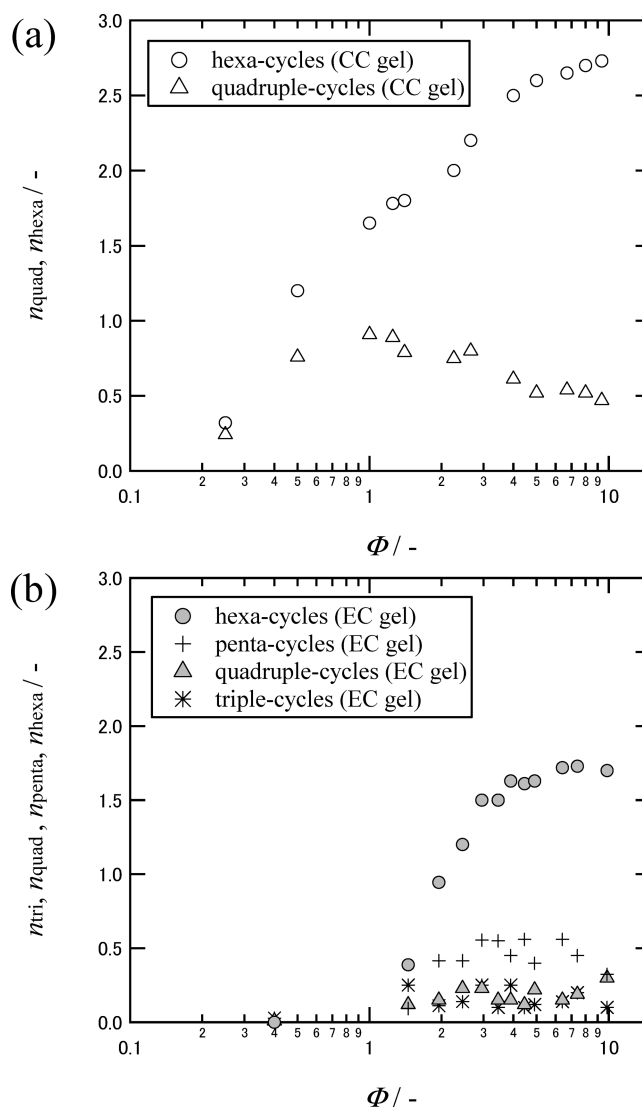 (a)
3.0
2.5
2.0
1.5
1.0
0.5
0.0
nquad, nhexa / -
hexa-cycles (CC gel)
quadruple-cycles (CC gel)
0.1 2 3 4 5 6 7 8 9 1 2 3 4 5 6 7 8 9 10
Φ / -
(b)
3.0
2.5
2.0
1.5
1.0
0.5
0.0
ntri, nquad, npenta, nhexa / -
hexa-cycles (EC gel)
penta-cycles (EC gel)
quadruple-cycles (EC gel)
triple-cycles (EC gel)
0.1 2 3 4 5 6 7 8 9 1 2 3 4 5 6 7 8 9 10
Φ / -